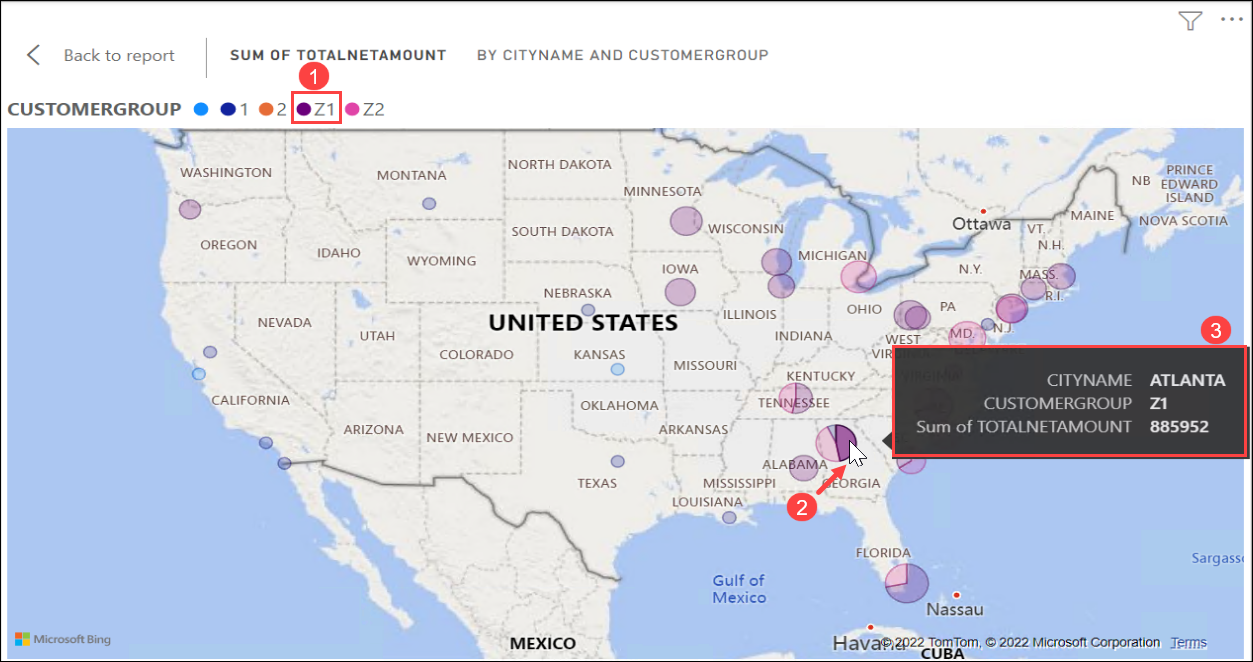 Back to report
SUM OF TOTALNETAMOUNT
BY CITYNAME AND CUSTOMERGROUP
1
CUSTOMERGROUP 1 2 Z1 Z2
WASHINGTON
MONTANA
NORTH DAKOTA
MINNESOTA
NB
PRINCE
EDWARD
ISLAND
Ottawa
MAINE
NOVA SCOTIA
VT.
N.H.
OREGON
IDAHO
WYOMING
SOUTH DAKOTA
WISCONSIN
MICHIGAN
N.Y.
MASS.
R.I.
IOWA
NEBRASKA
ILLINOIS
INDIANA
OHIO
PA
N.J.
MD.
NEVADA
UTAH
COLORADO
UNITED STATES
KANSAS
MISSOURI
WEST
VIRGINIA
KENTUCKY
3
CITYNAME ATLANTA
CUSTOMERGROUP Z1
Sum of TOTALNETAMOUNT 885952
CALIFORNIA
ARIZONA
NEW MEXICO
OKLAHOMA
ARKANSAS
TENNESSEE
TEXAS
LOUISIANA
MISSISSIPPI
ALABAMA
GEORGIA
2
FLORIDA
Gulf of
Mexico
Nassau
Sargasso
MEXICO
Havana
CUBA
Microsoft Bing
© 2022 TomTom, © 2022 Microsoft Corporation Terms